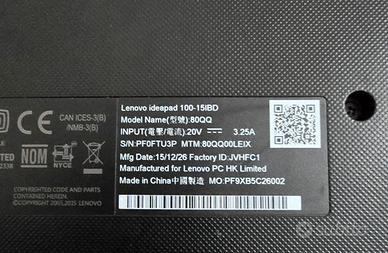 Lenovo ideapad 100-15IBD
Model Name(型號):80QQ
INPUT(電壓/電流):20V ⎓ 3.25A
S/N:PF0FTU3P MTM:80QQ00LEIX
Mfg Date:15/12/26 Factory ID:JVHFC1
Manufactured for Lenovo PC HK Limited
Made in China中國製造 MO:PF9XB5C26002
CAN ICES-3(B)
/NMB-3(B)
NOM
NYCE
COPYRIGHTED CODE AND PARTS
COPYRIGHT 2001,2015 LENOVO
subito